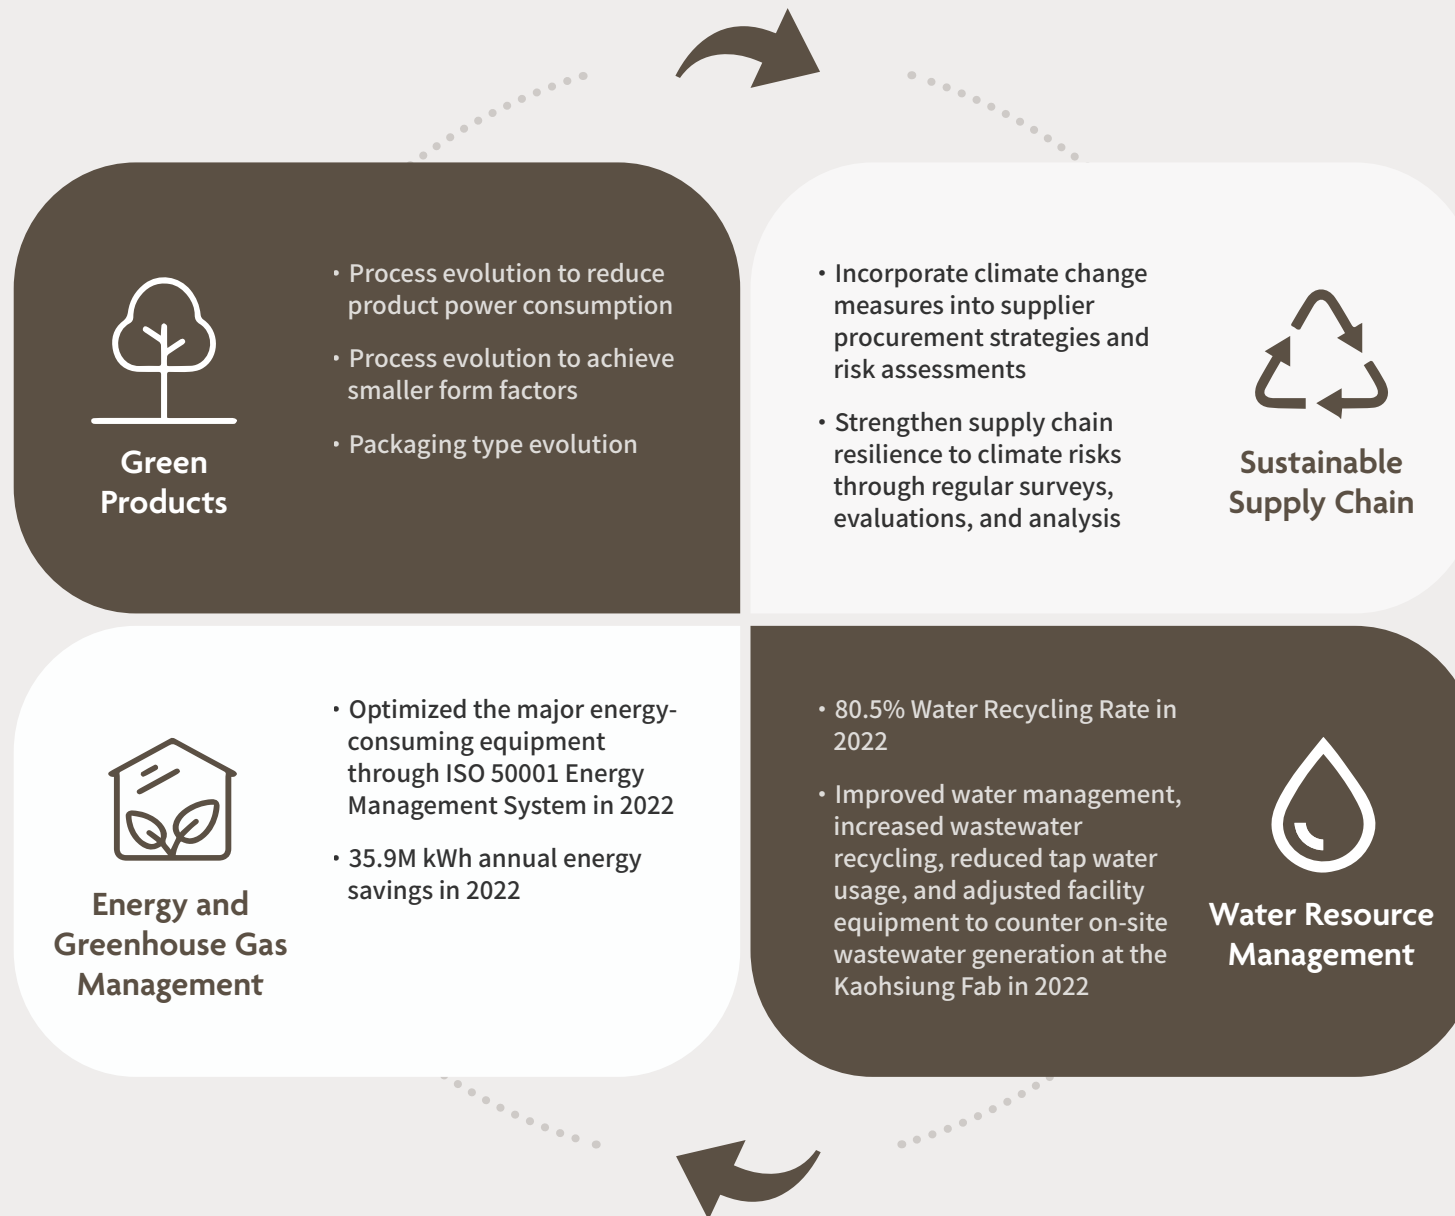 Green
Products
• Process evolution to reduce
product power consumption
• Process evolution to achieve
smaller form factors
• Packaging type evolution
• Incorporate climate change
measures into supplier
procurement strategies and
risk assessments
• Strengthen supply chain
resilience to climate risks
through regular surveys,
evaluations, and analysis
Sustainable
Supply Chain
Energy and
Greenhouse Gas
Management
• Optimized the major energy-
consuming equipment
through ISO 50001 Energy
Management System in 2022
• 35.9M kWh annual energy
savings in 2022
• 80.5% Water Recycling Rate in
2022
• Improved water management,
increased wastewater
recycling, reduced tap water
usage, and adjusted facility
equipment to counter on-site
wastewater generation at the
Kaohsiung Fab in 2022
Water Resource
Management